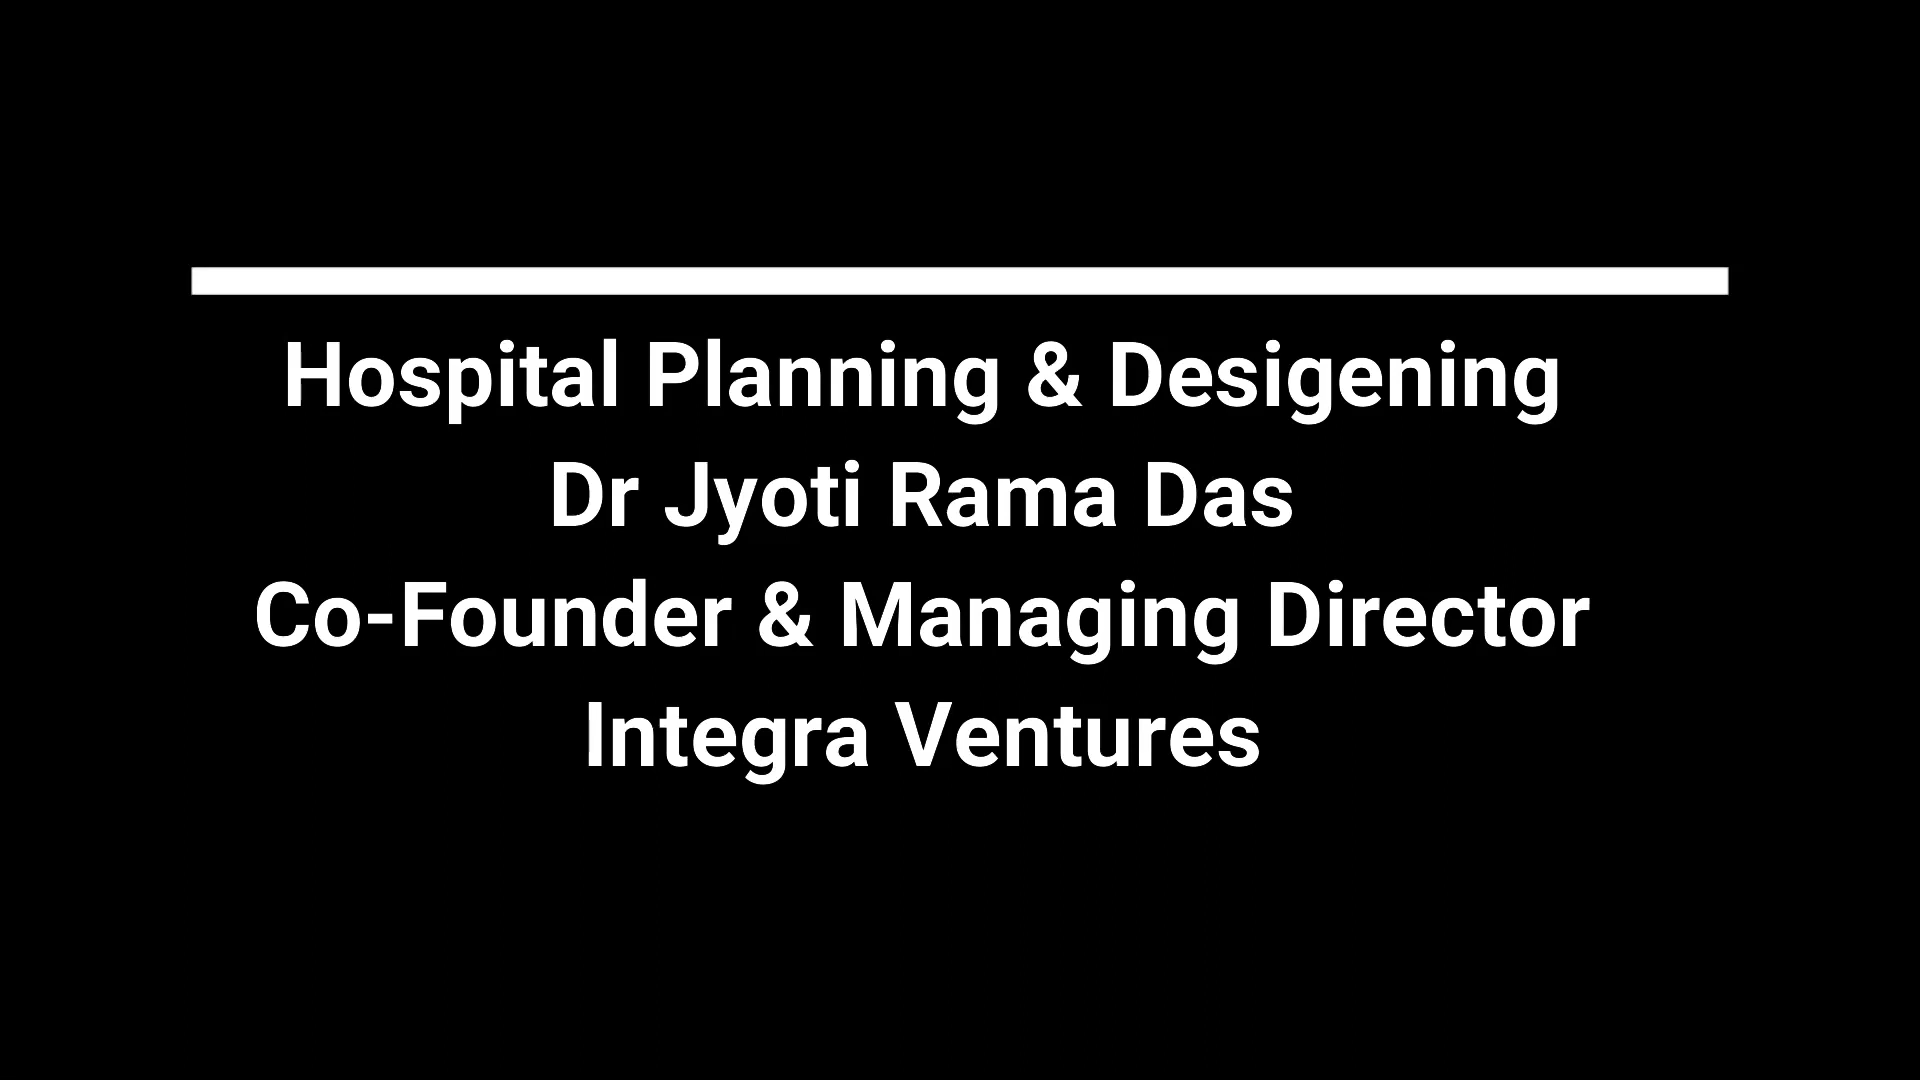 Hospital Planning & Desigening
Dr Jyoti Rama Das
Co-Founder & Managing Director
Integra Ventures